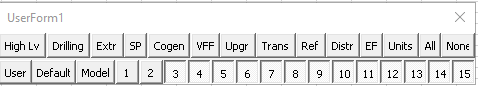 UserForm1
High Lv Drilling Extr SP Cogen VFF Upgr Trans Ref Distr EF Units All None
User Default Model 1 2 3 4 5 6 7 8 9 10 11 12 13 14 15